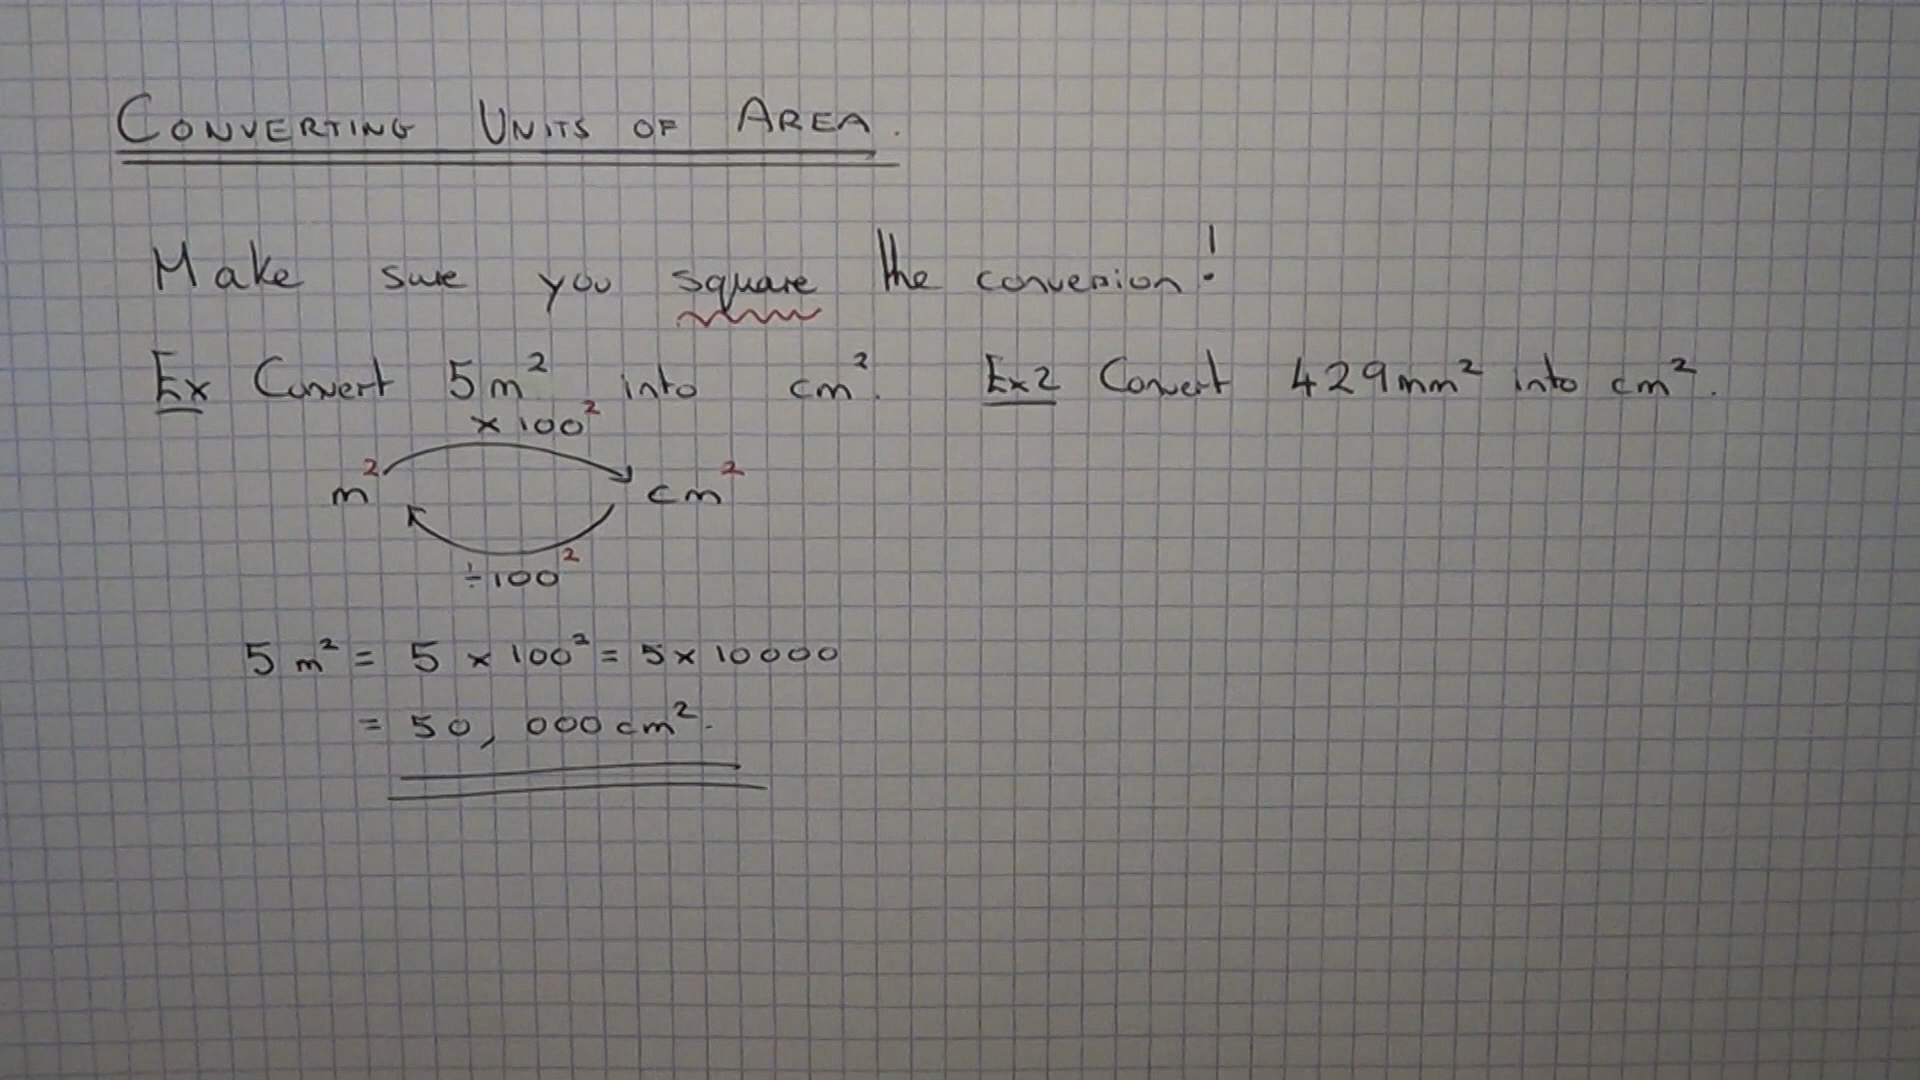 CONVERTING UNITS OF AREA.
Make sure you square the conversion!
Ex Convert 5m² into cm².
×100²
m² cm²
÷100²
5 m² = 5 × 100² = 5 × 10000
= 50, 000 cm².
Ex2 Convert 429mm² into cm².